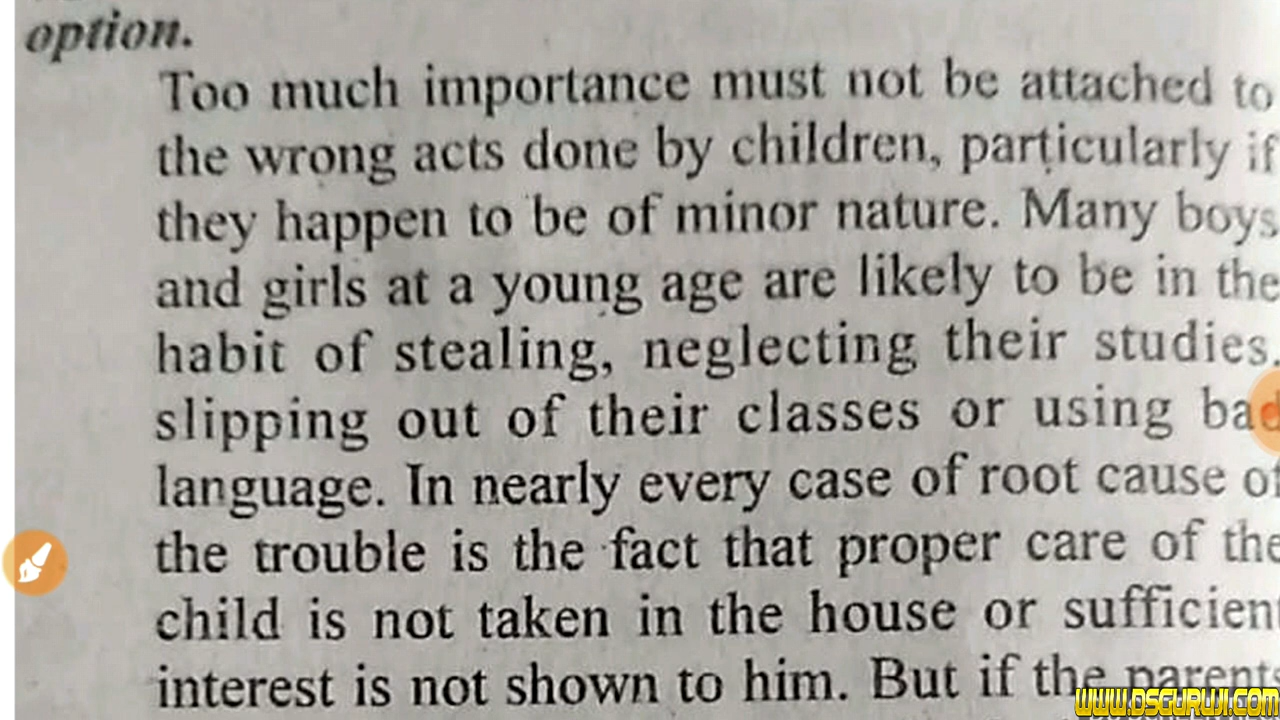 option.
Too much importance must not be attached to
the wrong acts done by children, particularly if
they happen to be of minor nature. Many boys
and girls at a young age are likely to be in the
habit of stealing, neglecting their studies,
slipping out of their classes or using bad
language. In nearly every case of root cause of
the trouble is the fact that proper care of the
child is not taken in the house or sufficient
interest is not shown to him. But if the parents
WWW.DSGURUJI.COM